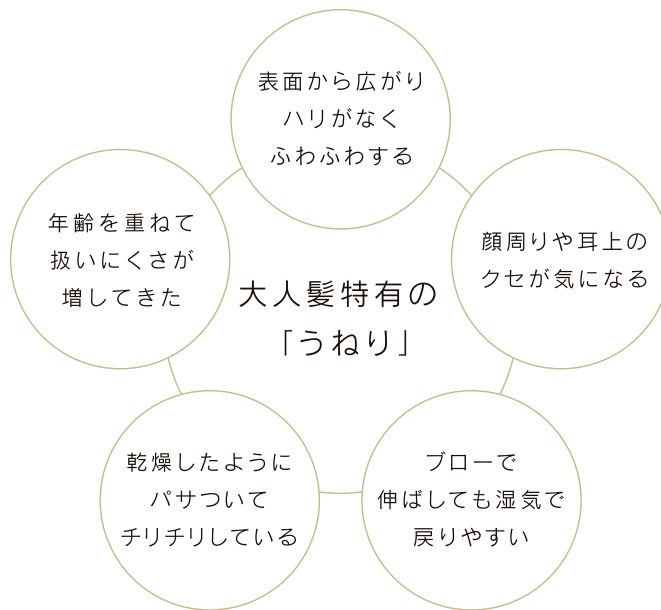 表面から広がり
ハリがなく
ふわふわする
年齢を重ねて
扱いにくさが
増してきた
顔周りや耳上の
クセが気になる
大人髪特有の
「うねり」
乾燥したように
パサついて
チリチリしている
ブローで
伸ばしても湿気で
戻りやすい